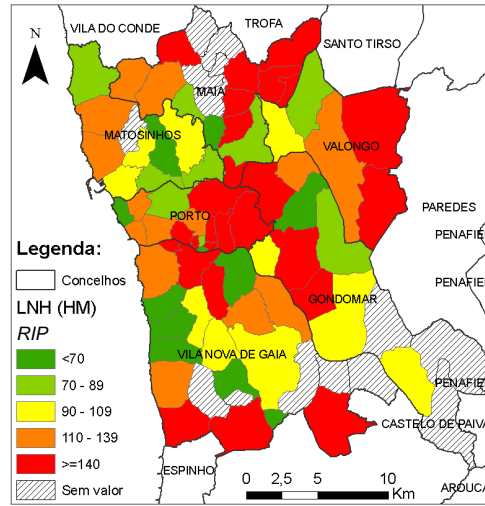 VILA DO CONDE
TROFA
SANTO TIRSO
N
MAIA
MATOSINHOS
VALONGO
PAREDES
PORTO
PENAFIE
Legenda:
Concelhos
PENAFIE
GONDOMAR
LNH (HM)
RIP
<70
70 - 89
90 - 109
110 - 139
>=140
Sem valor
VILA NOVA DE GAIA
PENAFIE
CASTELO DE PAIVA
ESPINHO
AROUCA
0 2,5 5 10
Km